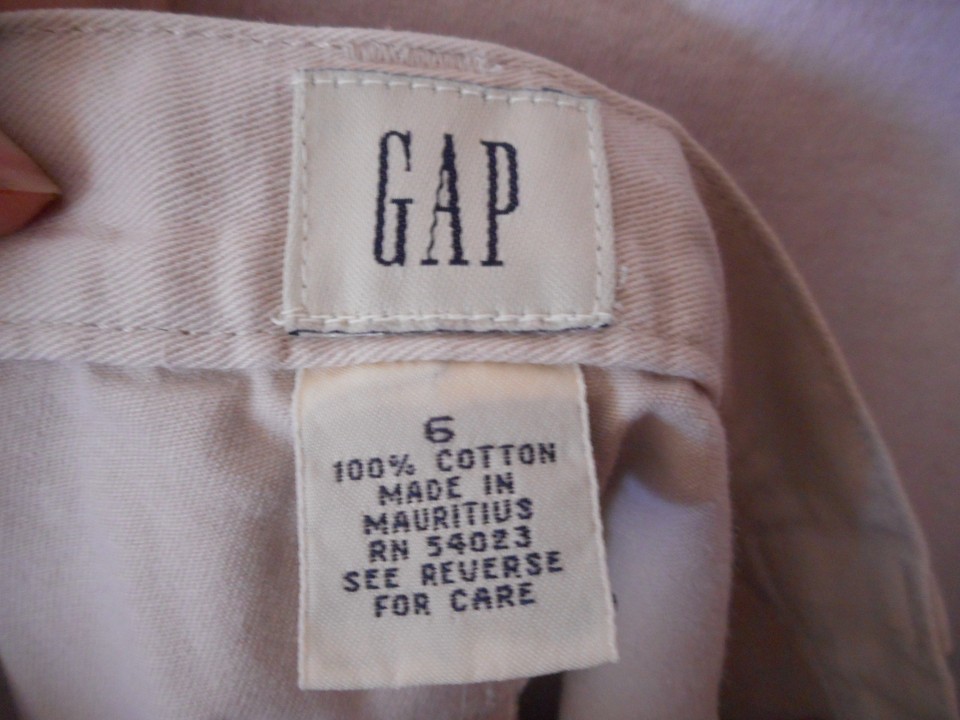 GAP
6
100% COTTON
MADE IN
MAURITIUS
RN 54023
SEE REVERSE
FOR CARE